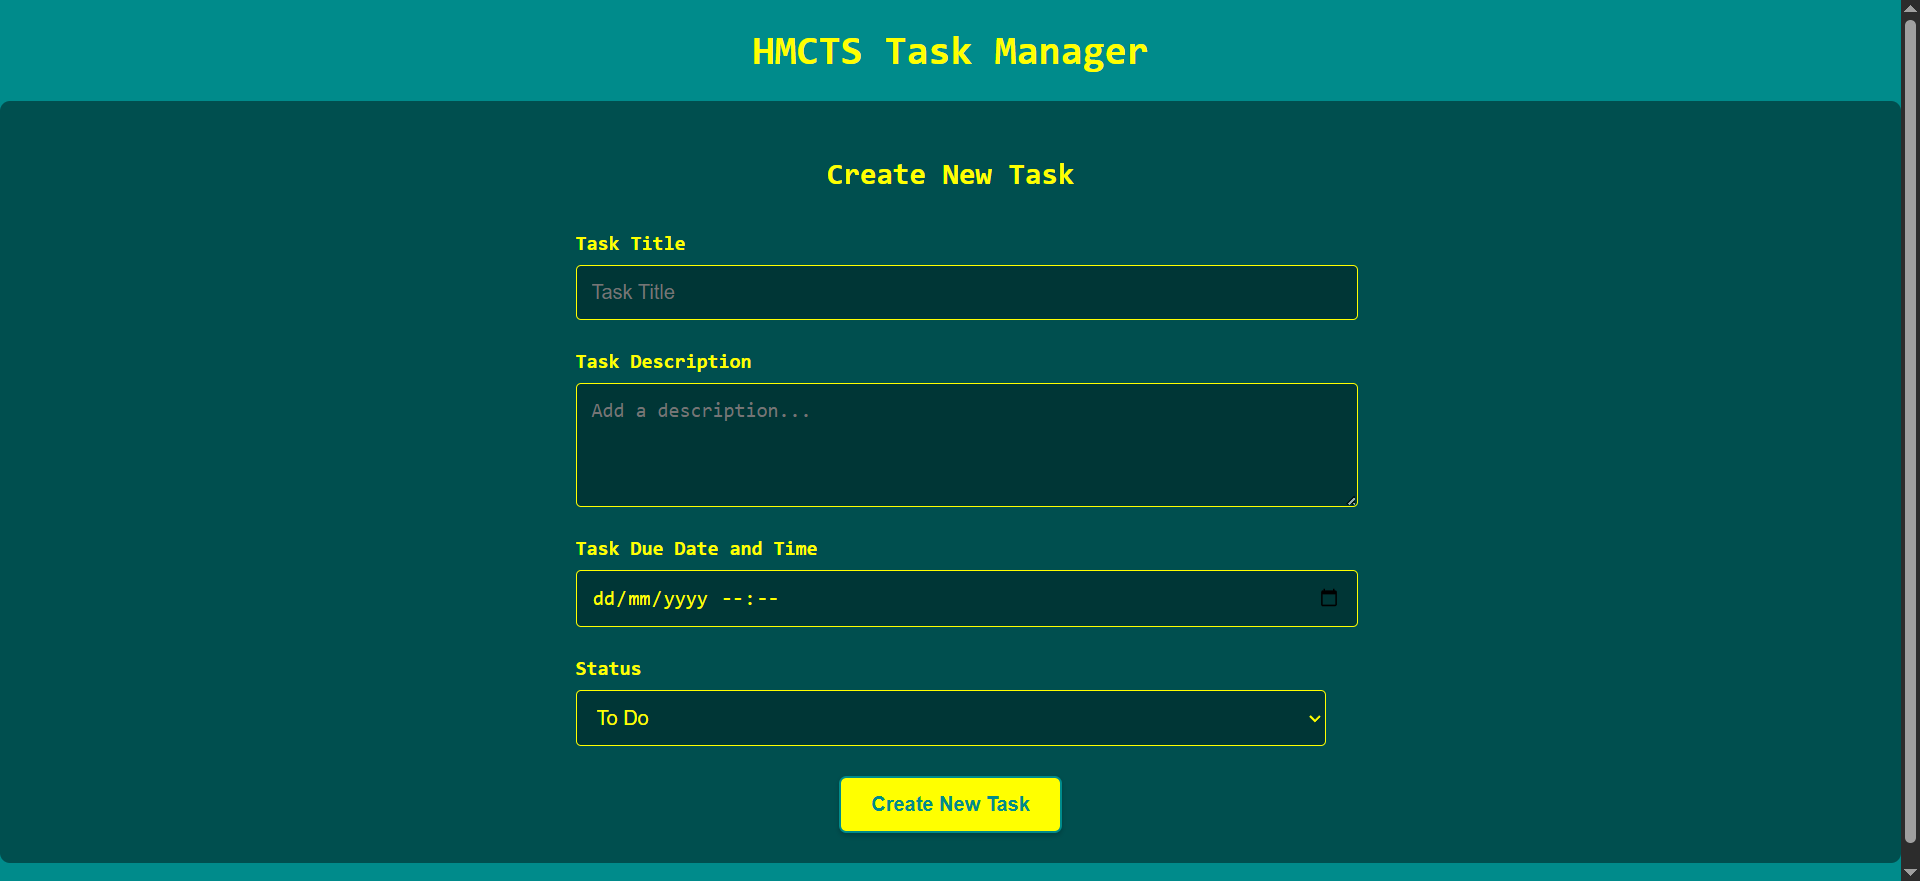 HMCTS Task Manager
Create New Task
Task Title
Task Title
Task Description
Add a description...
Task Due Date and Time
dd/mm/yyyy --:--
Status
To Do
Create New Task